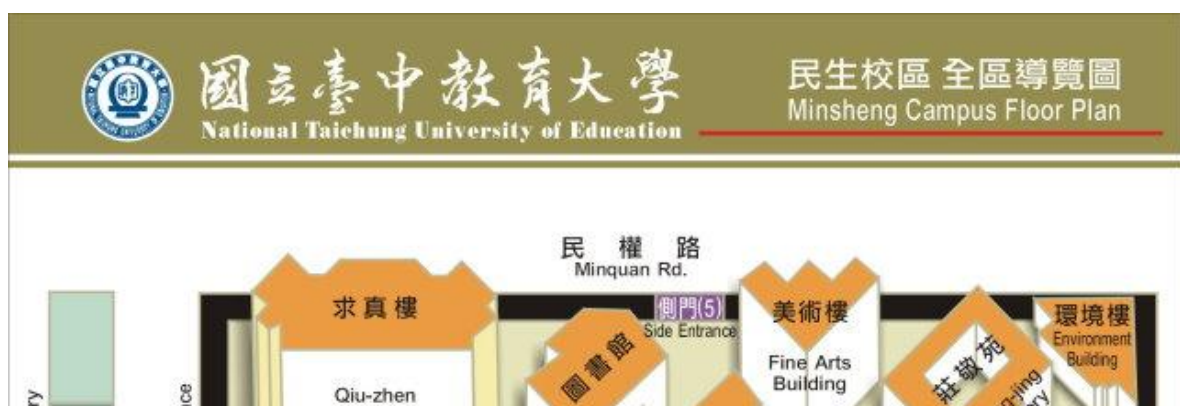 國立臺中教育大學
National Taichung University of Education
民生校區 全區導覽圖
Minsheng Campus Floor Plan
民權路
Minquan Rd.
求真樓
Qiu-zhen
側門(5)
Side Entrance
圖書館
美術樓
Fine Arts
Building
莊敬苑
環境樓
Environment
Building